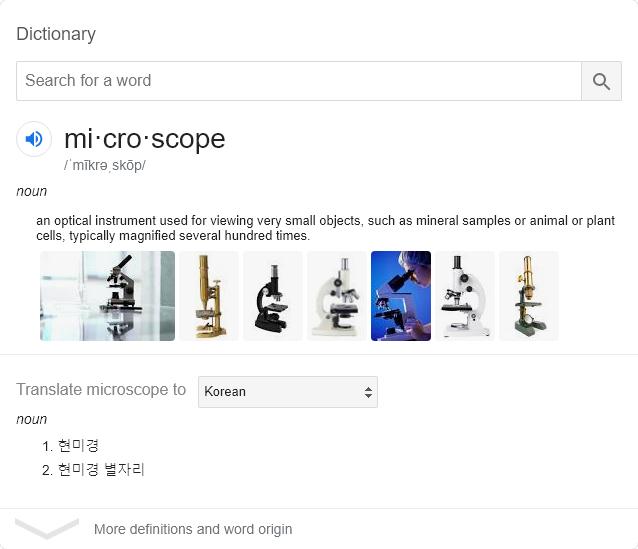 Dictionary
Search for a word
mi·cro·scope
/ˈmīkrəˌskōp/
noun
an optical instrument used for viewing very small objects, such as mineral samples or animal or plant
cells, typically magnified several hundred times.
Translate microscope to Korean
noun
1. 현미경
2. 현미경 별자리
More definitions and word origin